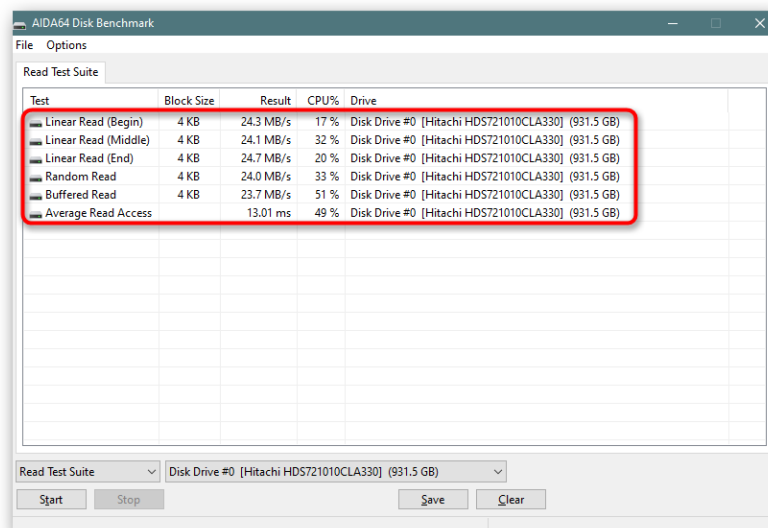 AIDA64 Disk Benchmark
File Options
Read Test Suite
Test Block Size Result CPU% Drive
Linear Read (Begin) 4 KB 24.3 MB/s 17 % Disk Drive #0 [Hitachi HDS721010CLA330] (931.5 GB)
Linear Read (Middle) 4 KB 24.1 MB/s 32 % Disk Drive #0 [Hitachi HDS721010CLA330] (931.5 GB)
Linear Read (End) 4 KB 24.7 MB/s 20 % Disk Drive #0 [Hitachi HDS721010CLA330] (931.5 GB)
Random Read 4 KB 24.0 MB/s 33 % Disk Drive #0 [Hitachi HDS721010CLA330] (931.5 GB)
Buffered Read 4 KB 23.7 MB/s 51 % Disk Drive #0 [Hitachi HDS721010CLA330] (931.5 GB)
Average Read Access 13.01 ms 49 % Disk Drive #0 [Hitachi HDS721010CLA330] (931.5 GB)
Read Test Suite Disk Drive #0 [Hitachi HDS721010CLA330] (931.5 GB)
Start Stop Save Clear